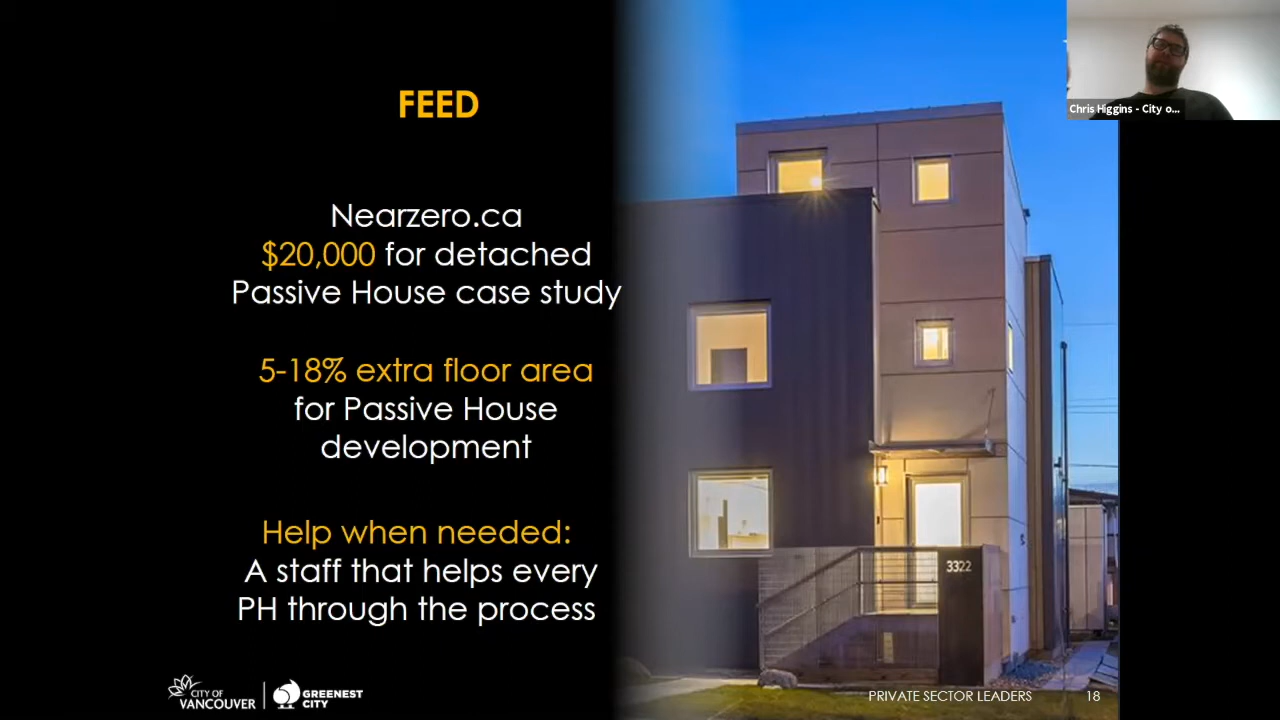 FEED
Nearzero.ca
$20,000 for detached
Passive House case study
5-18% extra floor area
for Passive House
development
Help when needed:
A staff that helps every
PH through the process
3322
CITY OF
VANCOUVER
GREENEST
CITY
PRIVATE SECTOR LEADERS
18
Chris Higgins - City o...